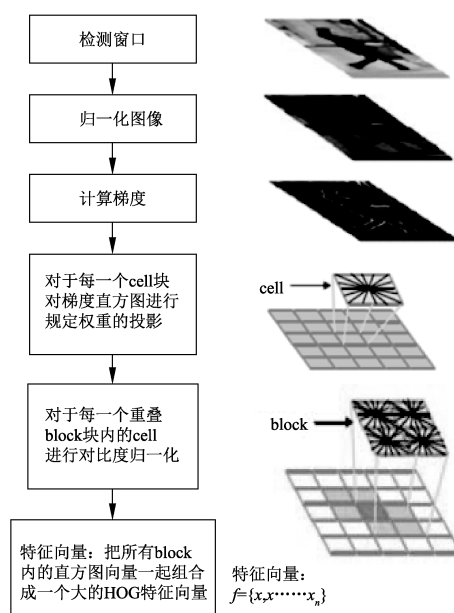 检测窗口
归一化图像
计算梯度
对于每一个cell块
对梯度直方图进行
规定权重的投影
cell
对于每一个重叠
block块内的cell
进行对比度归一化
block
特征向量：把所有block
内的直方图向量一起组合
成一个大的HOG特征向量
特征向量：
f={x,x……xn}